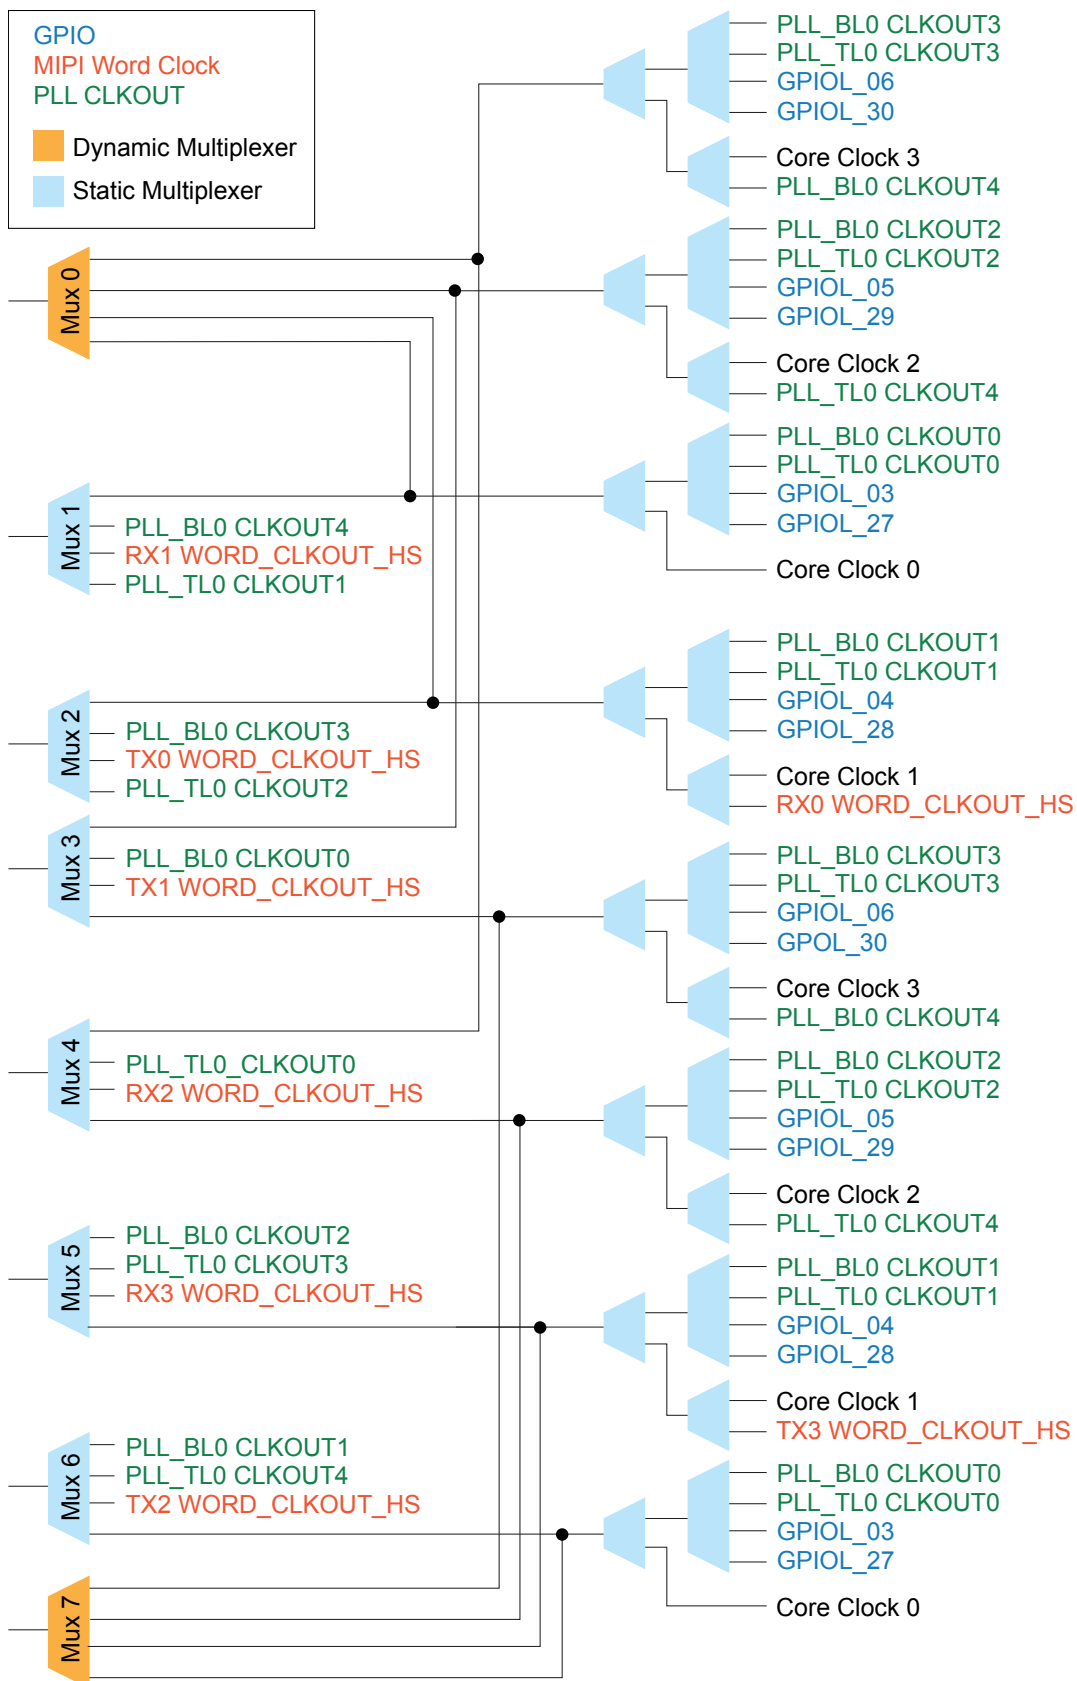 GPIO
MIPI Word Clock
PLL CLKOUT
Dynamic Multiplexer
Static Multiplexer
PLL_BL0 CLKOUT3
PLL_TL0 CLKOUT3
GPIOL_06
GPIOL_30
Core Clock 3
PLL_BL0 CLKOUT4
Mux 0
PLL_BL0 CLKOUT2
PLL_TL0 CLKOUT2
GPIOL_05
GPIOL_29
Core Clock 2
PLL_TL0 CLKOUT4
Mux 1
PLL_BL0 CLKOUT4
RX1 WORD_CLKOUT_HS
PLL_TL0 CLKOUT1
PLL_BL0 CLKOUT0
PLL_TL0 CLKOUT0
GPIOL_03
GPIOL_27
Core Clock 0
Mux 2
PLL_BL0 CLKOUT3
TX0 WORD_CLKOUT_HS
PLL_TL0 CLKOUT2
PLL_BL0 CLKOUT1
PLL_TL0 CLKOUT1
GPIOL_04
GPIOL_28
Core Clock 1
RX0 WORD_CLKOUT_HS
Mux 3
PLL_BL0 CLKOUT0
TX1 WORD_CLKOUT_HS
PLL_BL0 CLKOUT3
PLL_TL0 CLKOUT3
GPIOL_06
GPOL_30
Core Clock 3
PLL_BL0 CLKOUT4
Mux 4
PLL_TL0_CLKOUT0
RX2 WORD_CLKOUT_HS
PLL_BL0 CLKOUT2
PLL_TL0 CLKOUT2
GPIOL_05
GPIOL_29
Core Clock 2
PLL_TL0 CLKOUT4
Mux 5
PLL_BL0 CLKOUT2
PLL_TL0 CLKOUT3
RX3 WORD_CLKOUT_HS
PLL_BL0 CLKOUT1
PLL_TL0 CLKOUT1
GPIOL_04
GPIOL_28
Core Clock 1
TX3 WORD_CLKOUT_HS
Mux 6
PLL_BL0 CLKOUT1
PLL_TL0 CLKOUT4
TX2 WORD_CLKOUT_HS
PLL_BL0 CLKOUT0
PLL_TL0 CLKOUT0
GPIOL_03
GPIOL_27
Core Clock 0
Mux 7